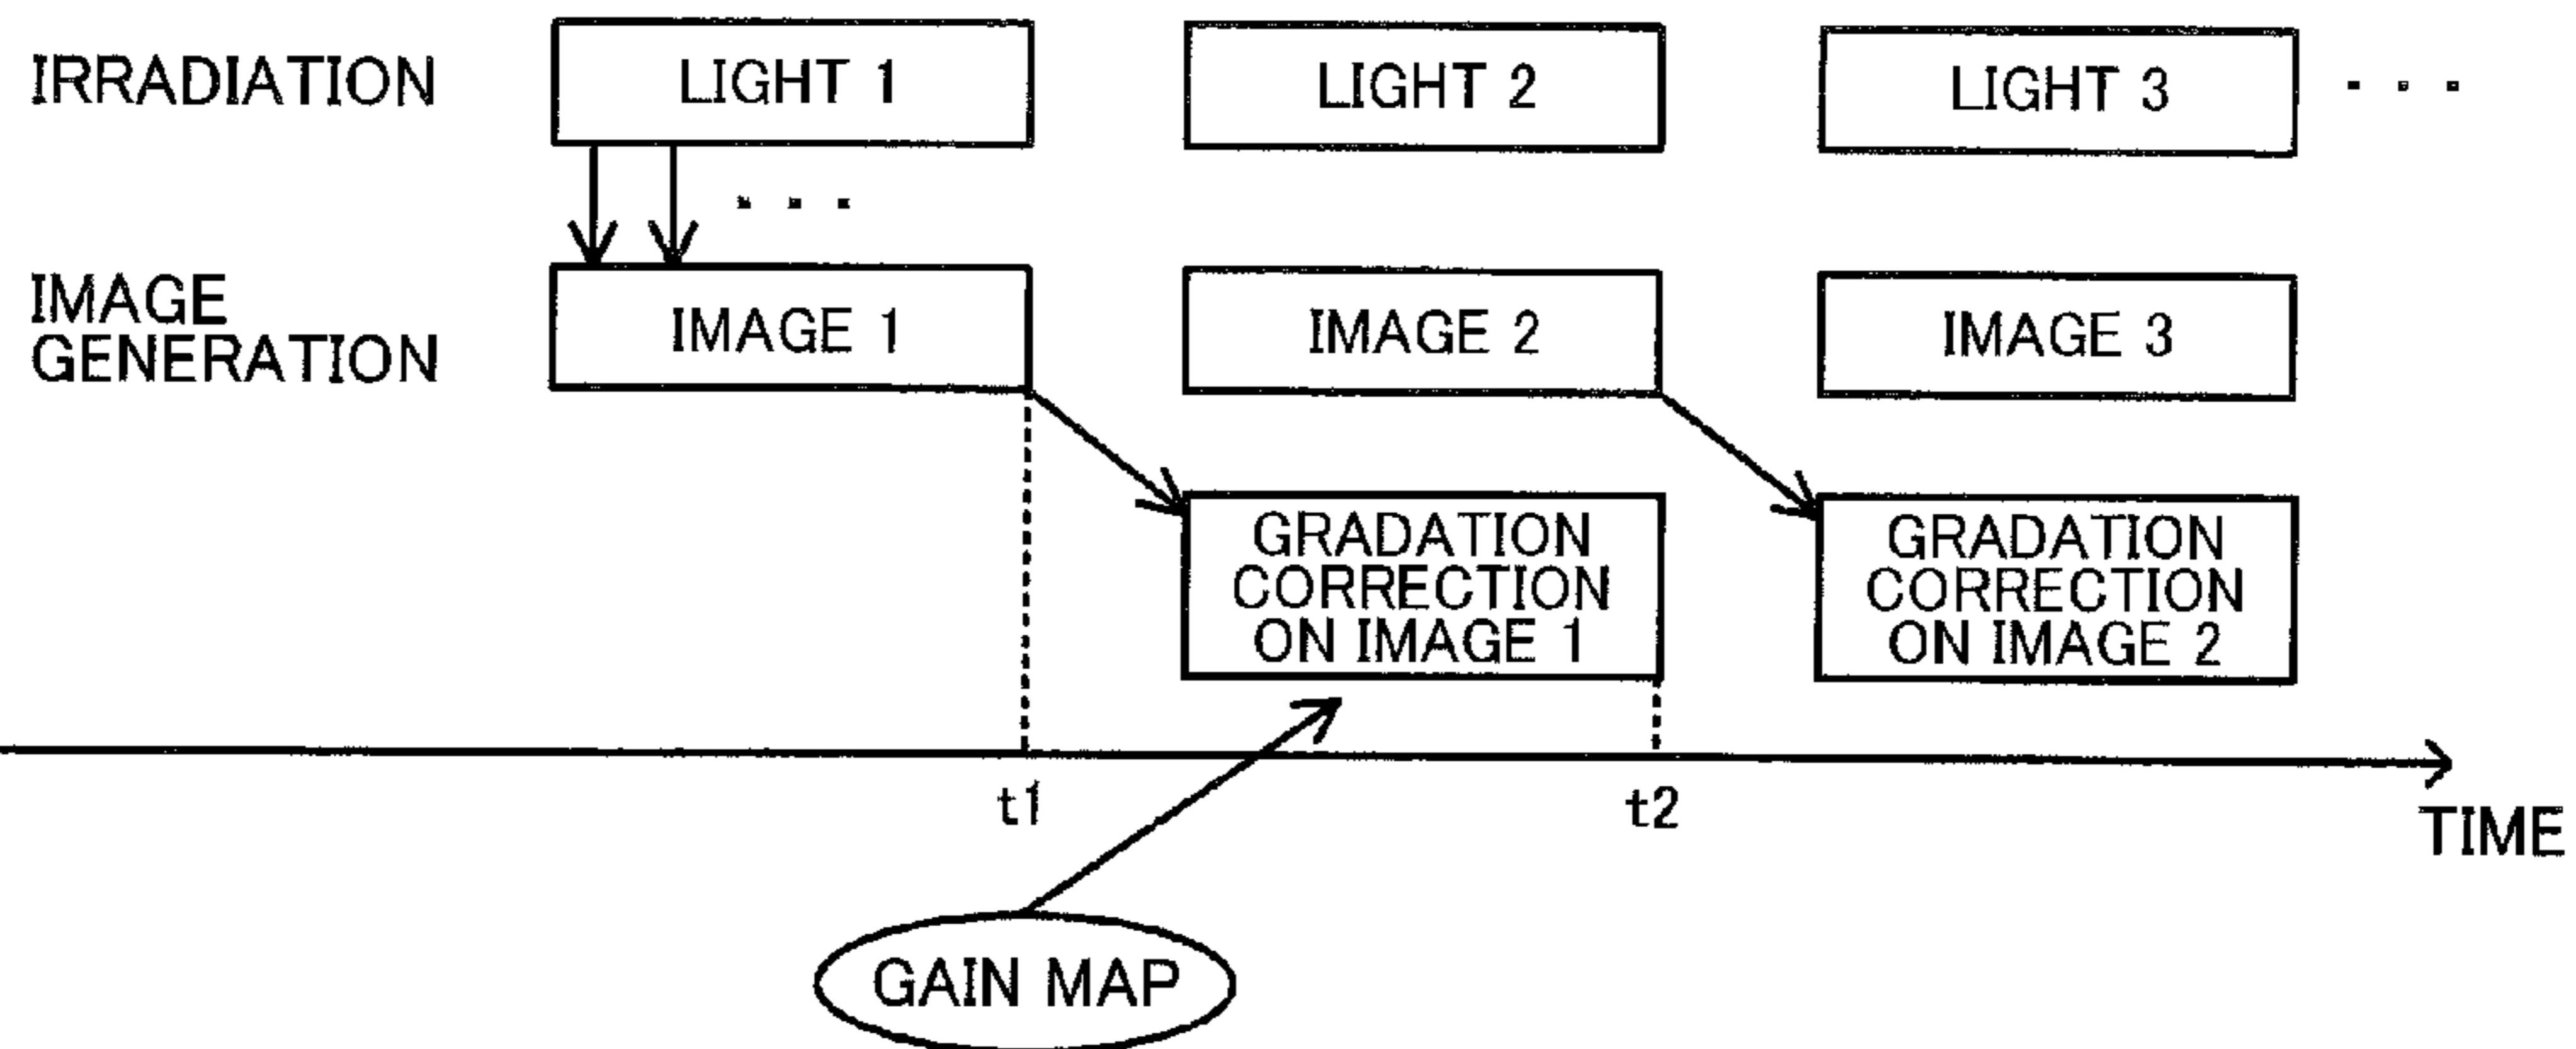 IRRADIATION
LIGHT 1
LIGHT 2
LIGHT 3
. . .
. . .
IMAGE
GENERATION
IMAGE 1
IMAGE 2
IMAGE 3
GRADATION
CORRECTION
ON IMAGE 1
GRADATION
CORRECTION
ON IMAGE 2
t1
t2
TIME
GAIN MAP